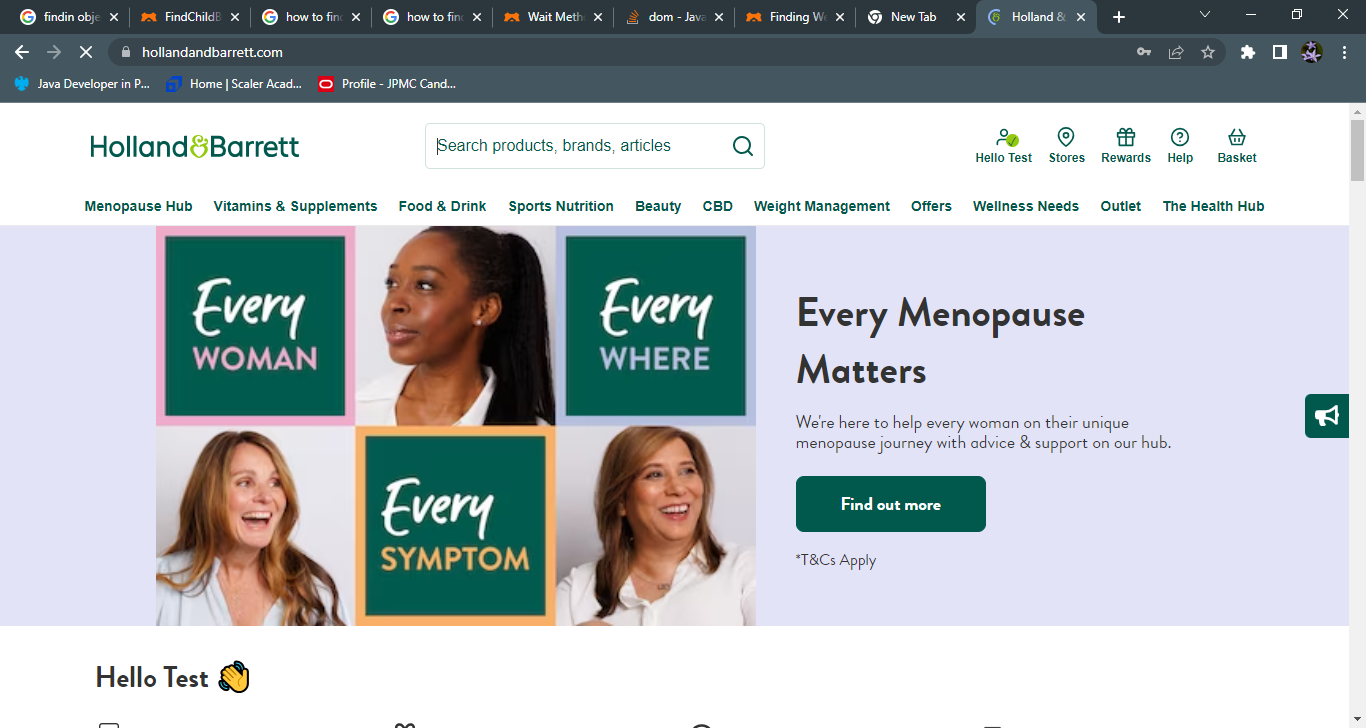 findin obje
FindChildB
how to find
how to find
Wait Meth
dom - Java
Finding We
New Tab
Holland &
hollandandbarrett.com
Java Developer in P...
Home | Scaler Acad...
Profile - JPMC Cand...
Holland&Barrett
Search products, brands, articles
Hello Test
Stores
Rewards
Help
Basket
Menopause Hub
Vitamins & Supplements
Food & Drink
Sports Nutrition
Beauty
CBD
Weight Management
Offers
Wellness Needs
Outlet
The Health Hub
Every
WOMAN
Every
WHERE
Every
SYMPTOM
Every Menopause
Matters
We're here to help every woman on their unique
menopause journey with advice & support on our hub.
Find out more
*T&Cs Apply
Hello Test 👋